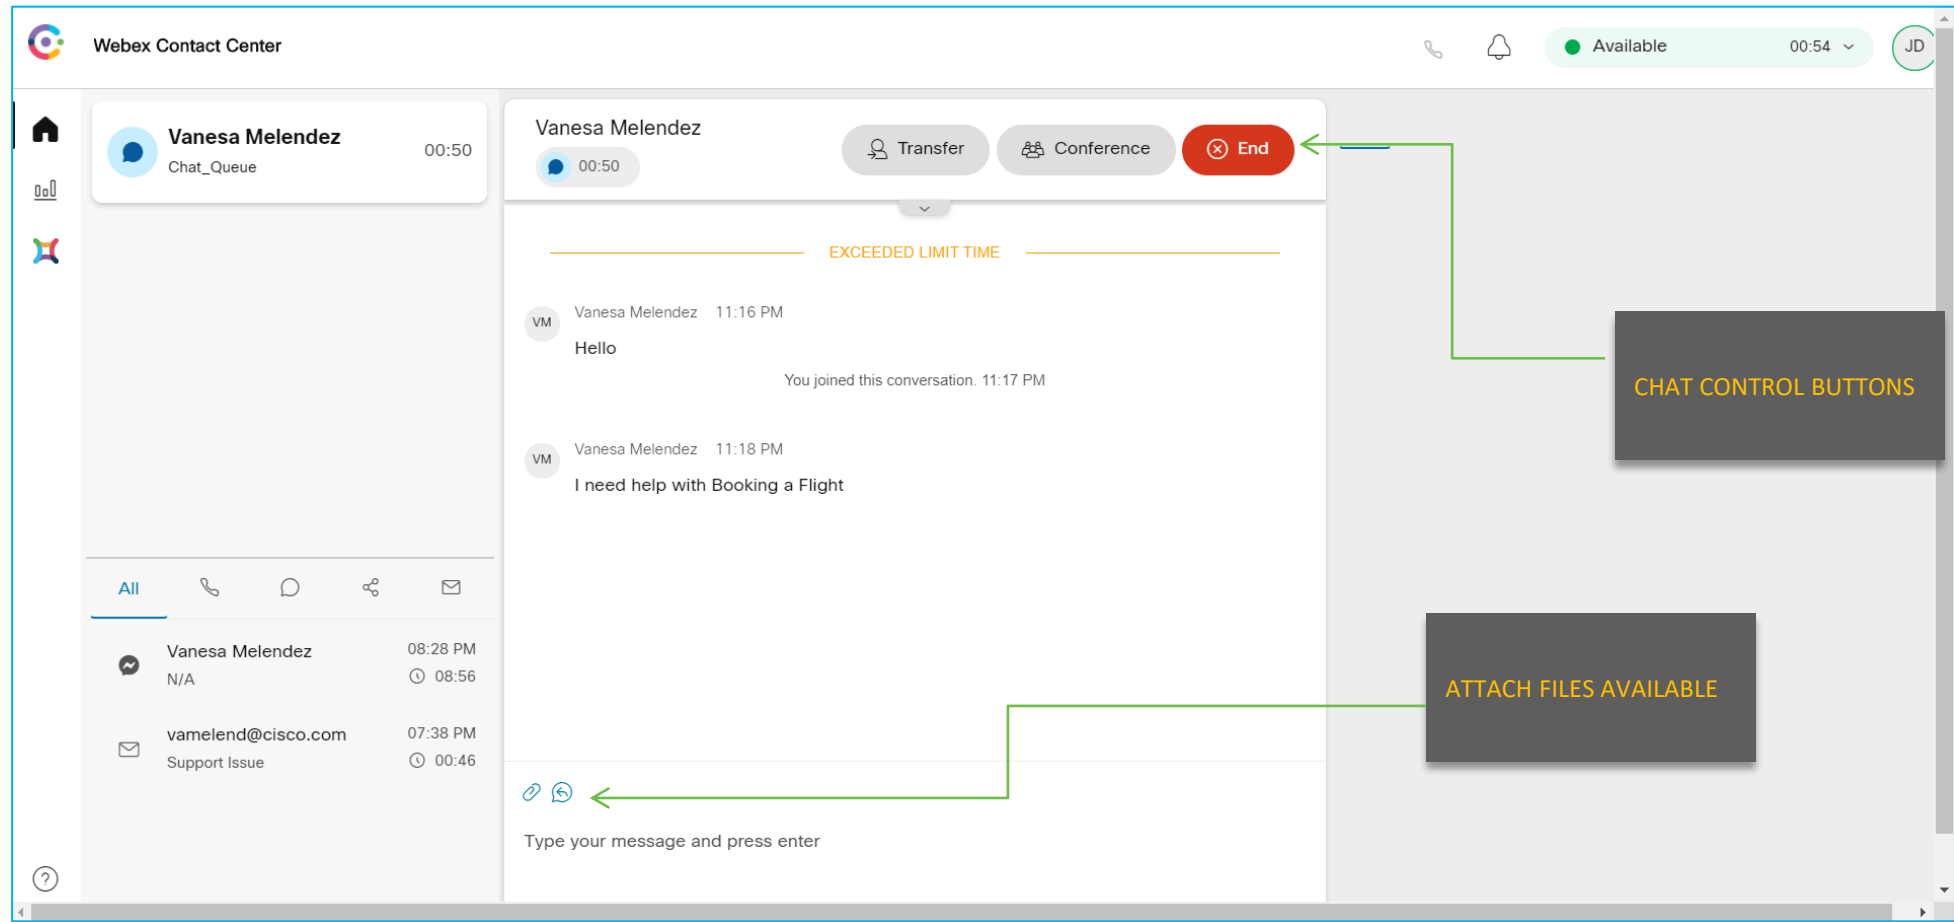 Webex Contact Center
Available 00:54
JD
Vanesa Melendez
Chat_Queue
00:50
Vanesa Melendez
00:50
Transfer
Conference
End
EXCEEDED LIMIT TIME
VM
Vanesa Melendez 11:16 PM
Hello
You joined this conversation. 11:17 PM
VM
Vanesa Melendez 11:18 PM
I need help with Booking a Flight
CHAT CONTROL BUTTONS
All
Vanesa Melendez 08:28 PM
N/A 08:56
vamelend@cisco.com 07:38 PM
Support Issue 00:46
ATTACH FILES AVAILABLE
Type your message and press enter
?